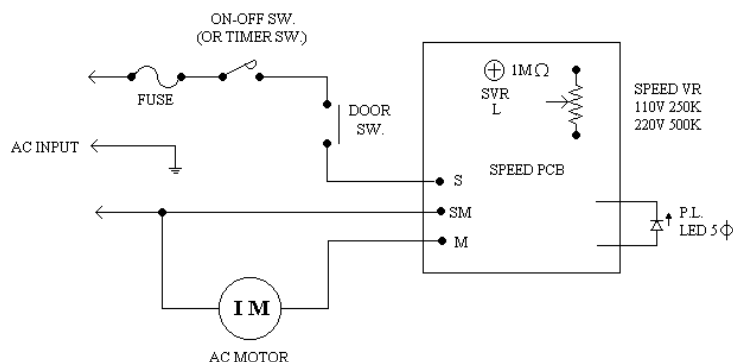 ON-OFF SW.
(OR TIMER SW.)
FUSE
DOOR
SW.
AC INPUT
1MΩ
SVR
L
SPEED VR
110V 250K
220V 500K
SPEED PCB
S
SM
M
P.L.
LED 5ϕ
I M
AC MOTOR